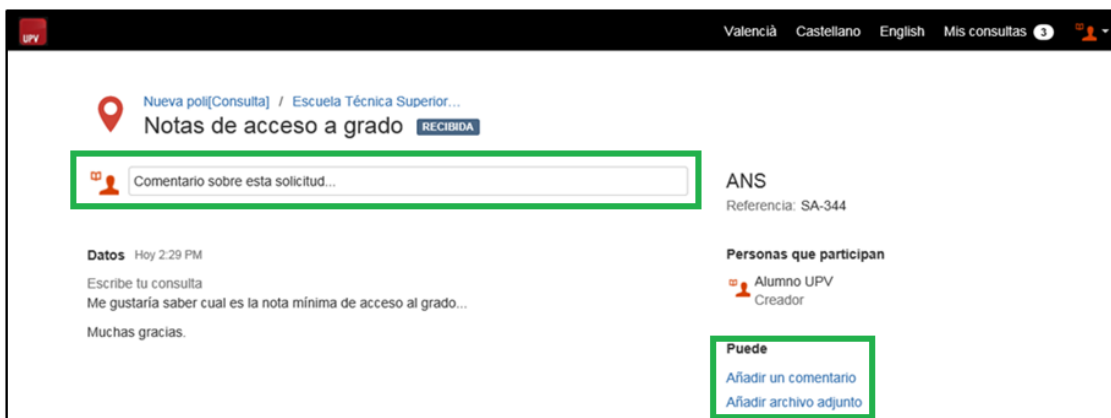 UPV
Valencià Castellano English Mis consultas 3
Nueva poli[Consulta] / Escuela Técnica Superior...
Notas de acceso a grado RECIBIDA
Comentario sobre esta solicitud...
ANS
Referencia: SA-344
Datos Hoy 2:29 PM
Escribe tu consulta
Me gustaría saber cual es la nota mínima de acceso al grado...
Muchas gracias.
Personas que participan
Alumno UPV
Creador
Puede
Añadir un comentario
Añadir archivo adjunto